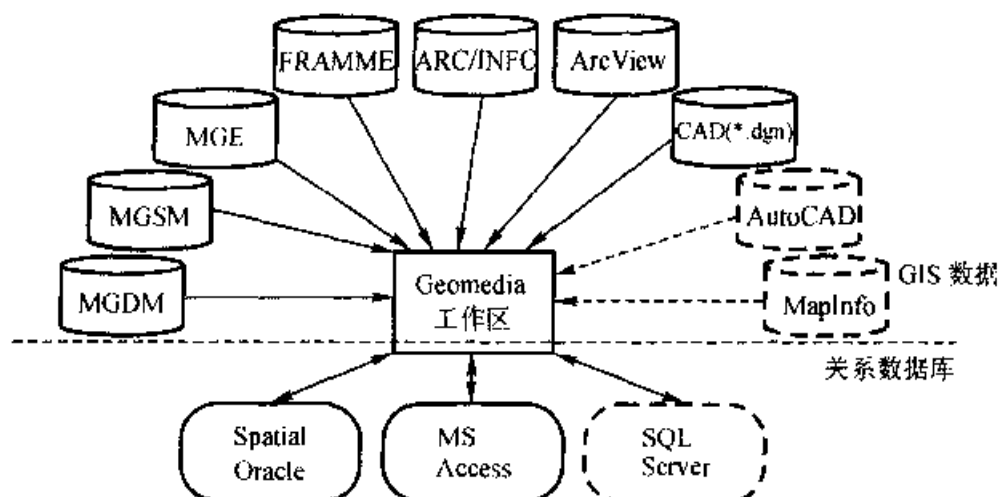 FRAMME
ARC/INFO
ArcView
MGE
CAD(*.dgn)
MGSM
AutoCAD
MGDM
Geomedia
工作区
MapInfo
GIS 数据
关系数据库
Spatial
Oracle
MS
Access
SQL
Server